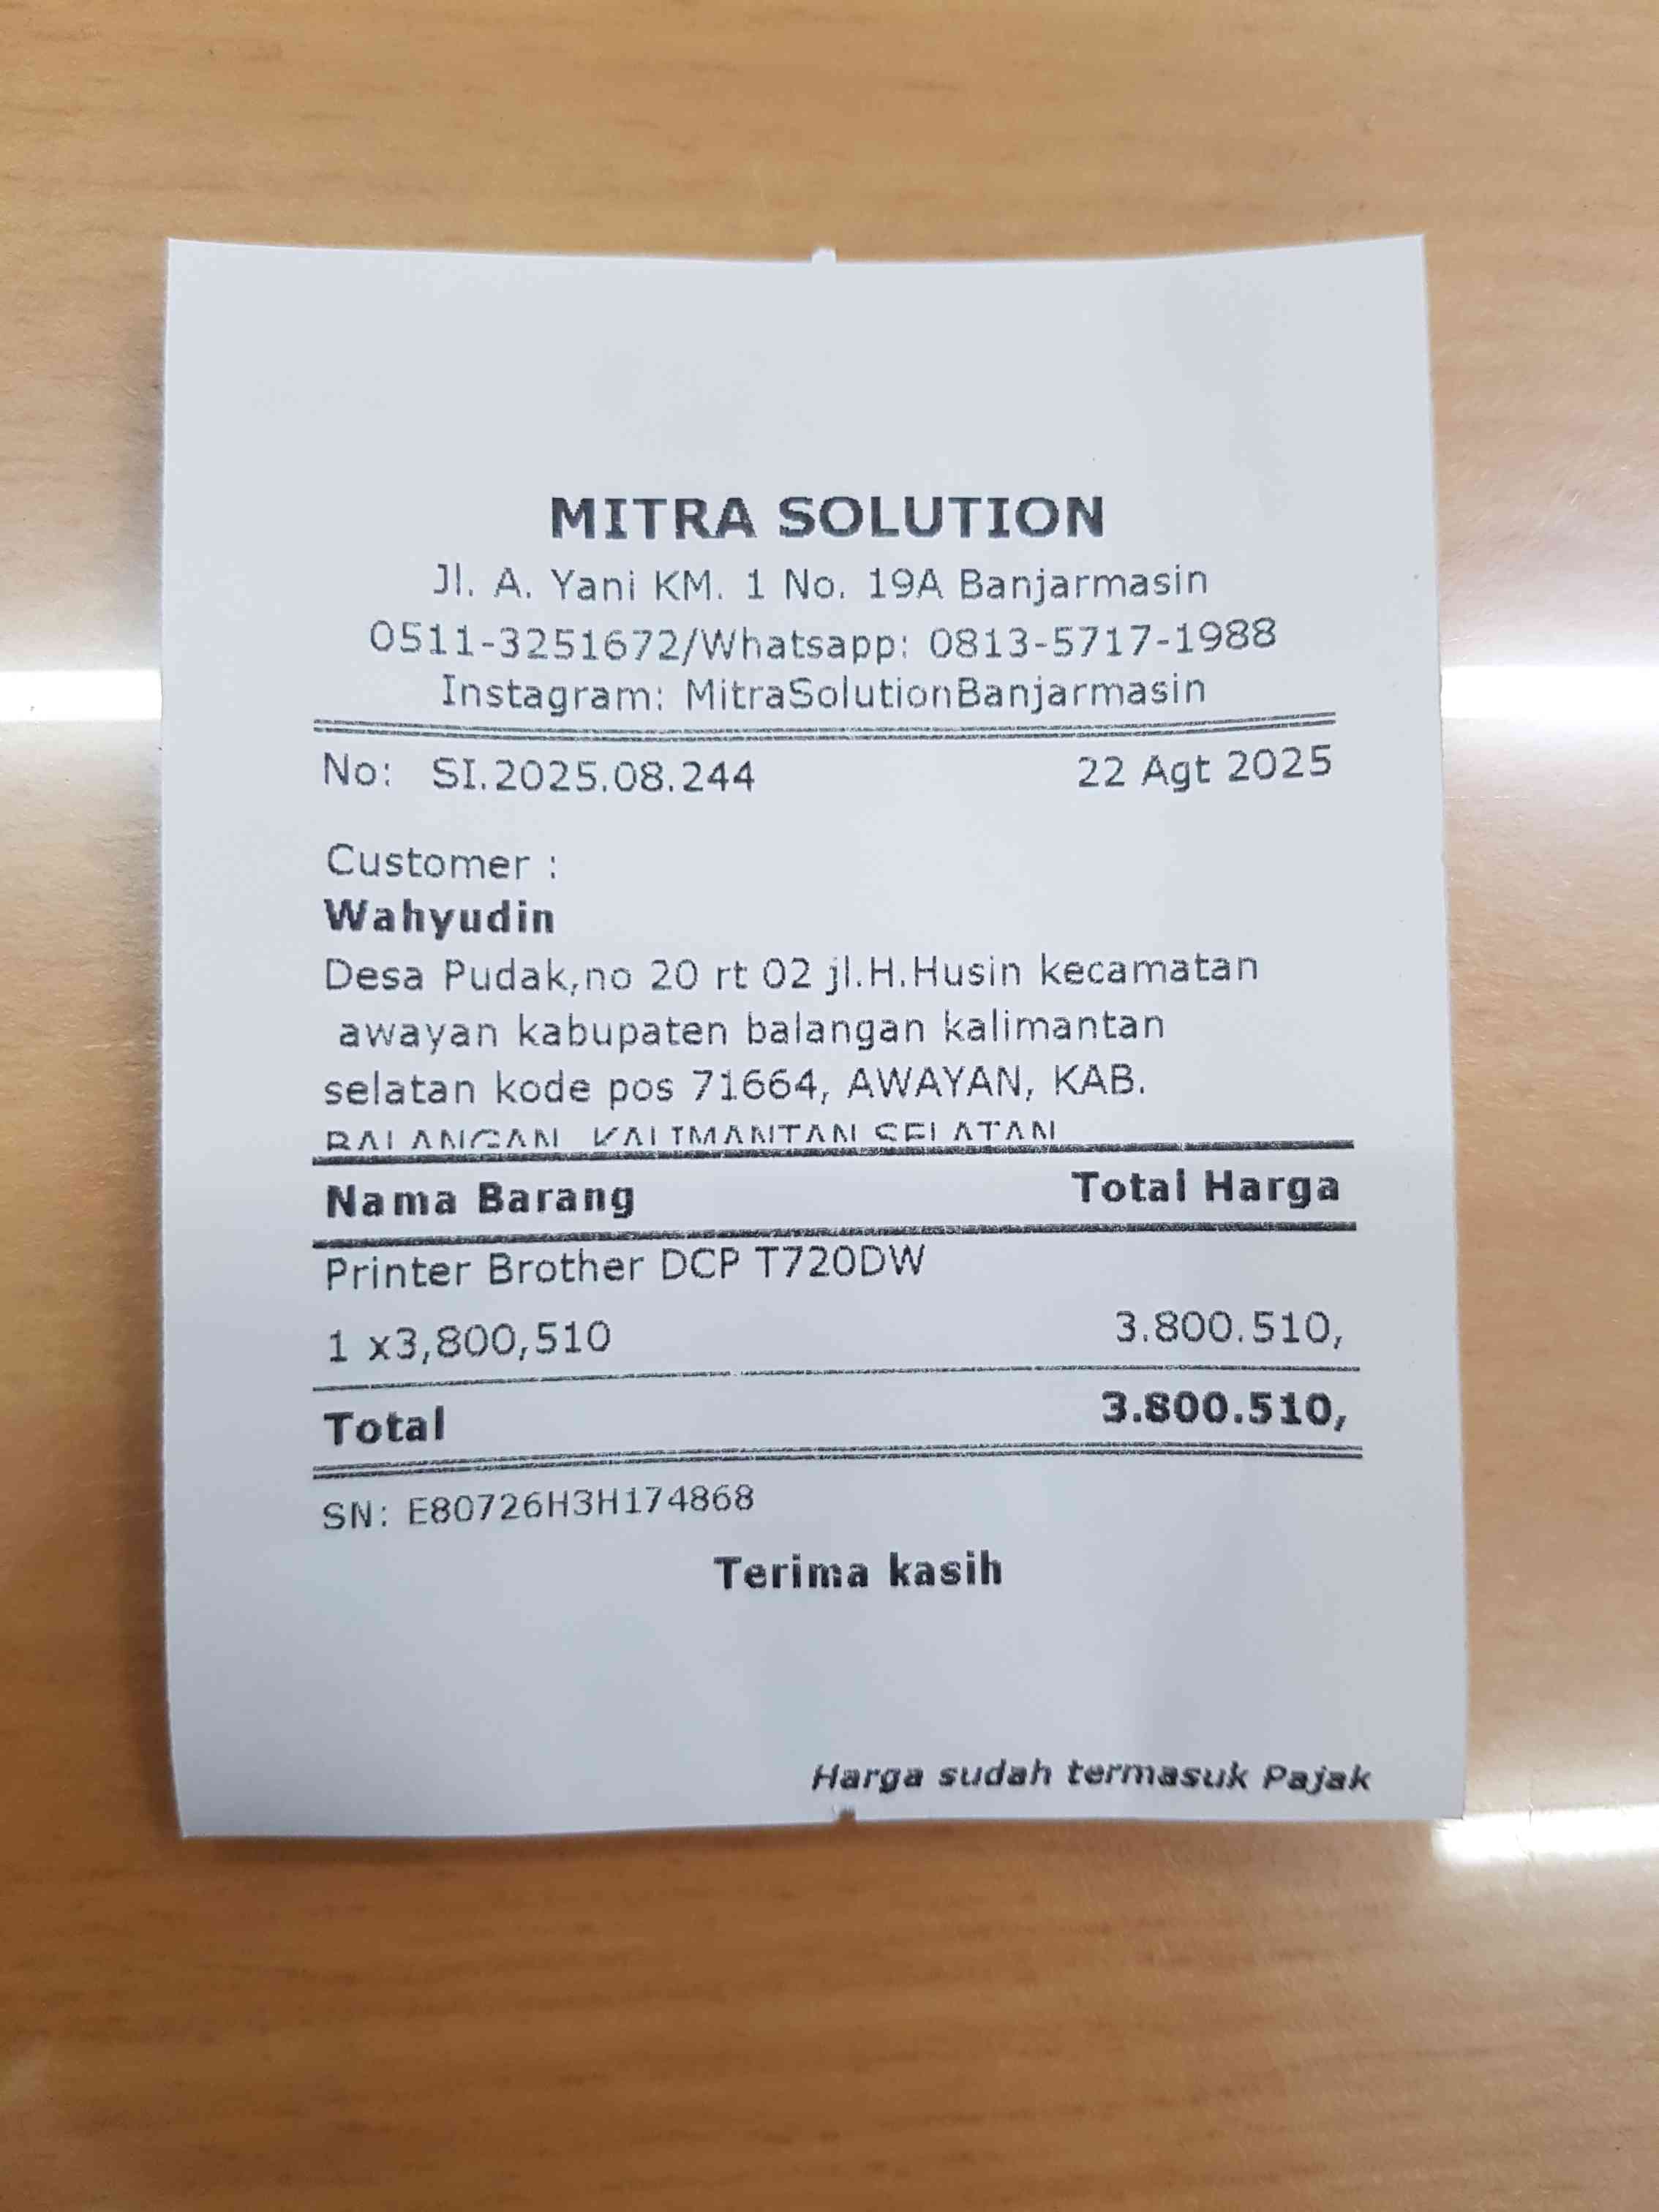 MITRA SOLUTION
Jl. A. Yani KM. 1 No. 19A Banjarmasin
0511-3251672/Whatsapp: 0813-5717-1988
Instagram: MitraSolutionBanjarmasin
No: SI.2025.08.244 22 Agt 2025
Customer :
Wahyudin
Desa Pudak,no 20 rt 02 jl.H.Husin kecamatan
awayan kabupaten balangan kalimantan
selatan kode pos 71664, AWAYAN, KAB.
BALANGAN, KALIMANTAN SELATAN
Nama Barang Total Harga
Printer Brother DCP T720DW
1 x3,800,510 3.800.510,
Total 3.800.510,
SN: E80726H3H174868
Terima kasih
Harga sudah termasuk Pajak